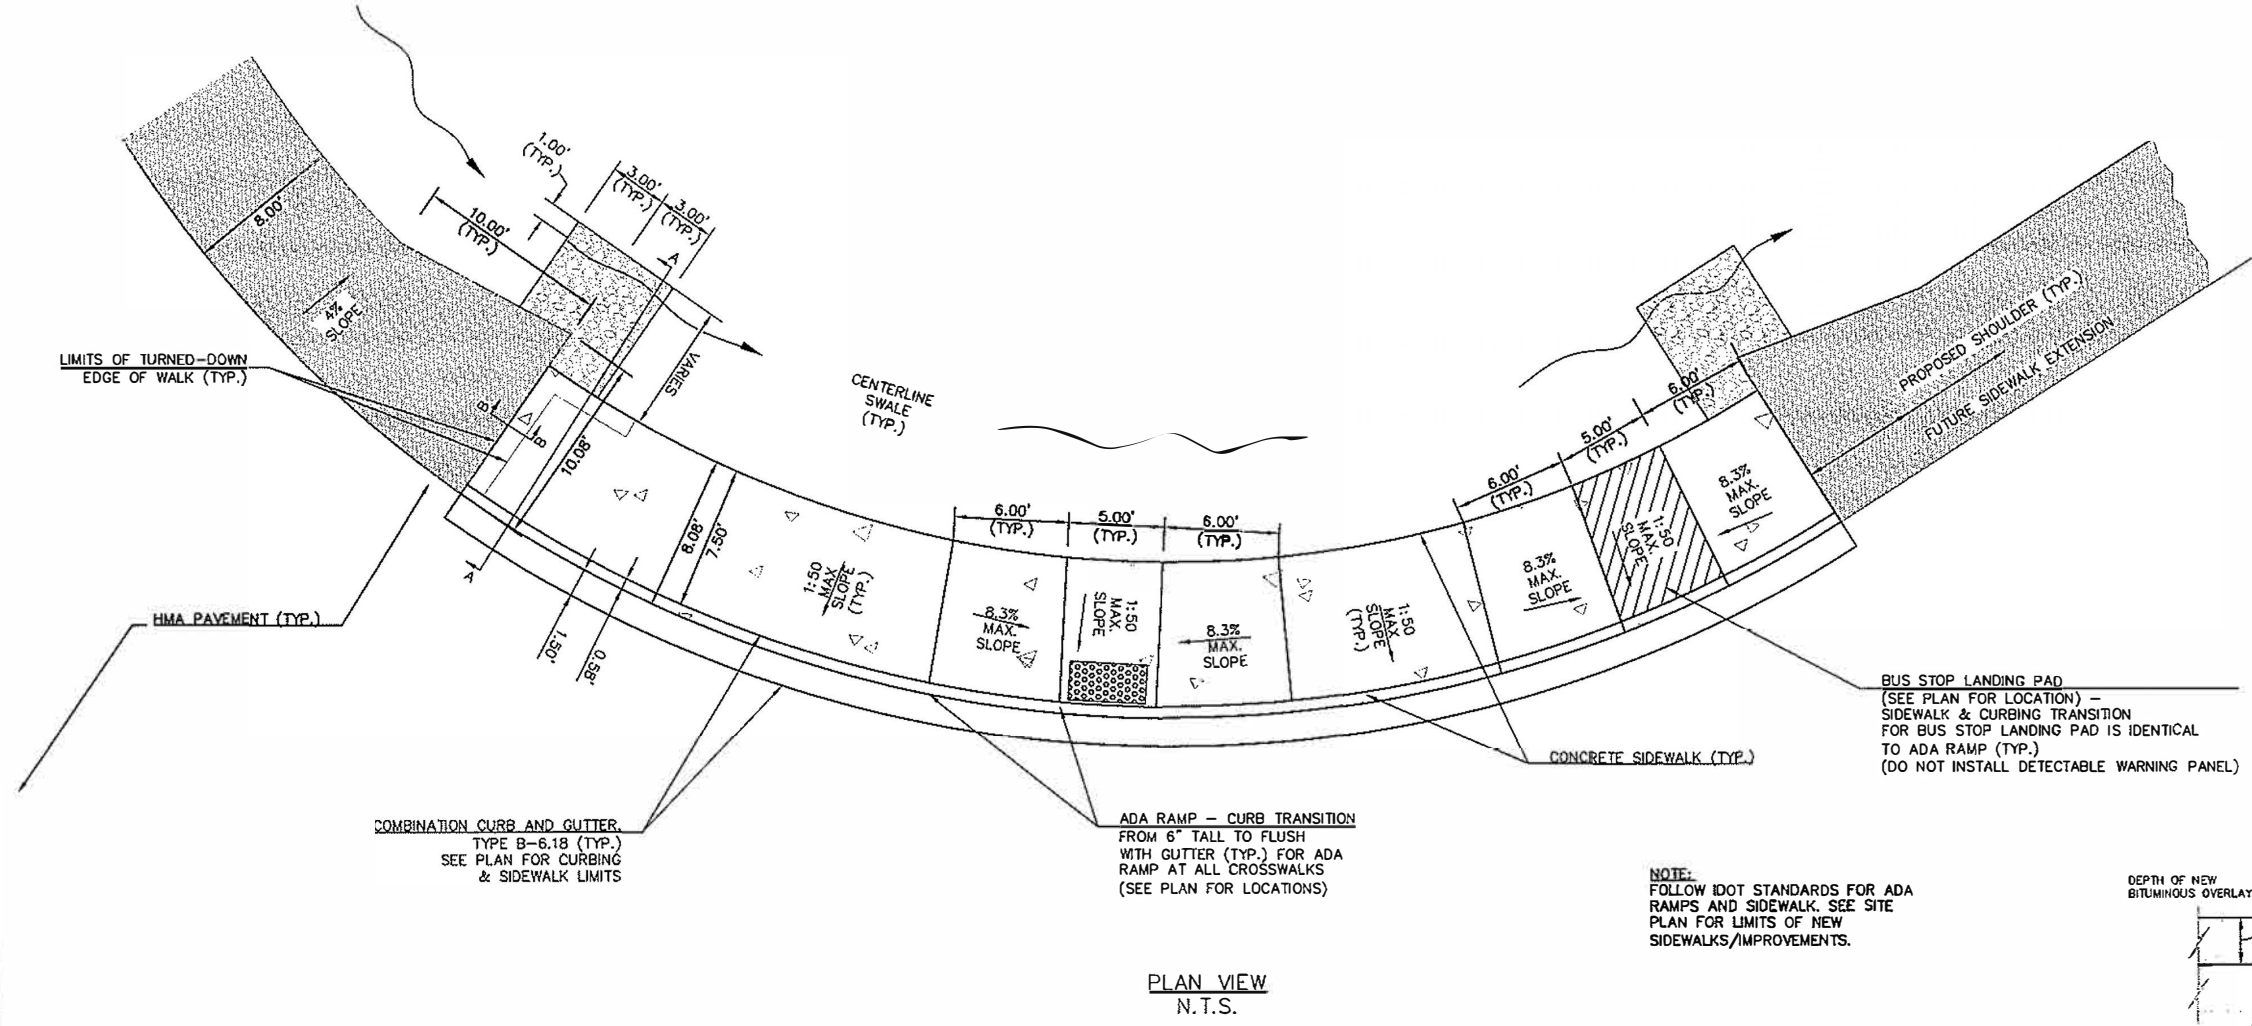 1.00'
(TYP.)
3.00'
(TYP.)
3.00'
(TYP.)
10.00'
(TYP.)
A
8.00'
4%
SLOPE
LIMITS OF TURNED-DOWN
EDGE OF WALK (TYP.)
B
B
10.08'
VARIES
CENTERLINE
SWALE
(TYP.)
A
HMA PAVEMENT (TYP.)
8.08'
7.50'
1.50'
0.58'
1:50
MAX
SLOPE
(TYP.)
6.00'
(TYP.)
5.00'
(TYP.)
6.00'
(TYP.)
8.3%
MAX.
SLOPE
1:50
MAX.
SLOPE
8.3%
MAX.
SLOPE
1:50
MAX
SLOPE
(TYP.)
6.00'
(TYP.)
5.00'
(TYP.)
6.00'
(TYP.)
8.3%
MAX.
SLOPE
1:50
MAX.
SLOPE
8.3%
MAX.
SLOPE
PROPOSED SHOULDER (TYP.)
FUTURE SIDEWALK EXTENSION
BUS STOP LANDING PAD
(SEE PLAN FOR LOCATION) –
SIDEWALK & CURBING TRANSITION
FOR BUS STOP LANDING PAD IS IDENTICAL
TO ADA RAMP (TYP.)
(DO NOT INSTALL DETECTABLE WARNING PANEL)
CONCRETE SIDEWALK (TYP.)
COMBINATION CURB AND GUTTER,
TYPE B-6.18 (TYP.)
SEE PLAN FOR CURBING
& SIDEWALK LIMITS
ADA RAMP – CURB TRANSITION
FROM 6" TALL TO FLUSH
WITH GUTTER (TYP.) FOR ADA
RAMP AT ALL CROSSWALKS
(SEE PLAN FOR LOCATIONS)
NOTE:
FOLLOW IDOT STANDARDS FOR ADA
RAMPS AND SIDEWALK. SEE SITE
PLAN FOR LIMITS OF NEW
SIDEWALKS/IMPROVEMENTS.
DEPTH OF NEW
BITUMINOUS OVERLAY
PLAN VIEW
N.T.S.